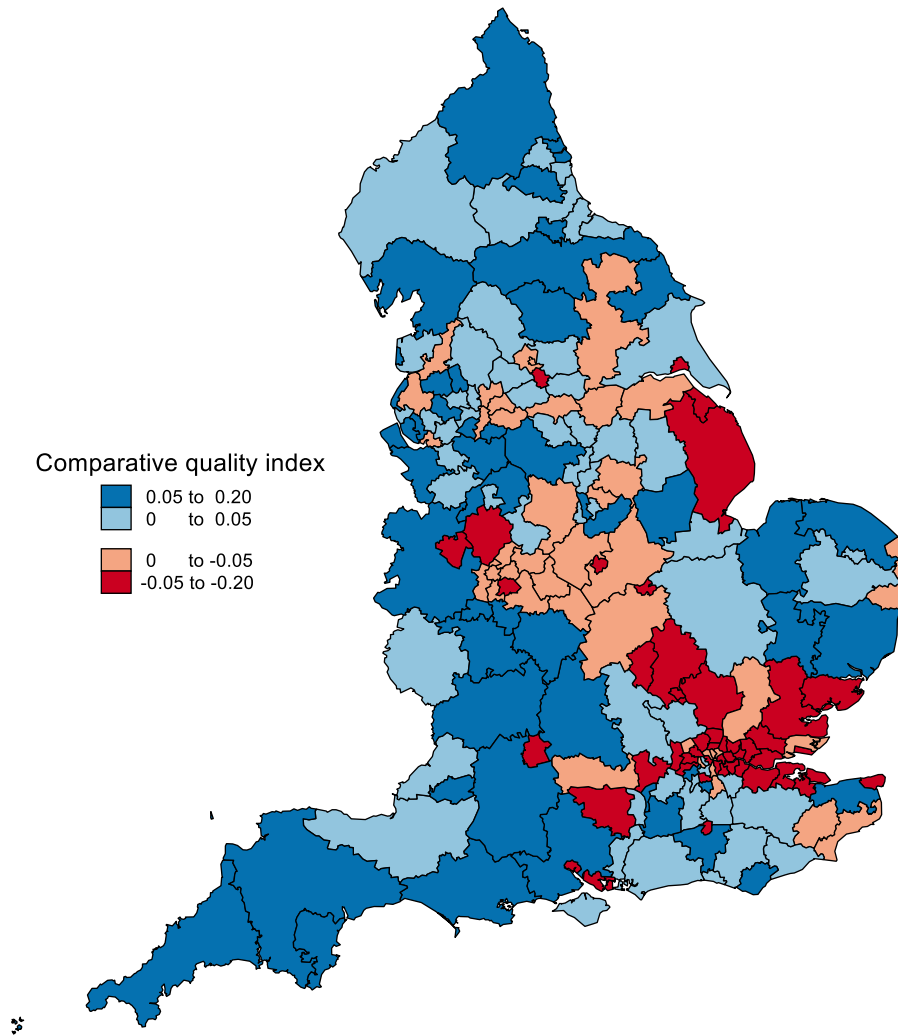 Comparative quality index
0.05 to 0.20
0 to 0.05
0 to -0.05
-0.05 to -0.20